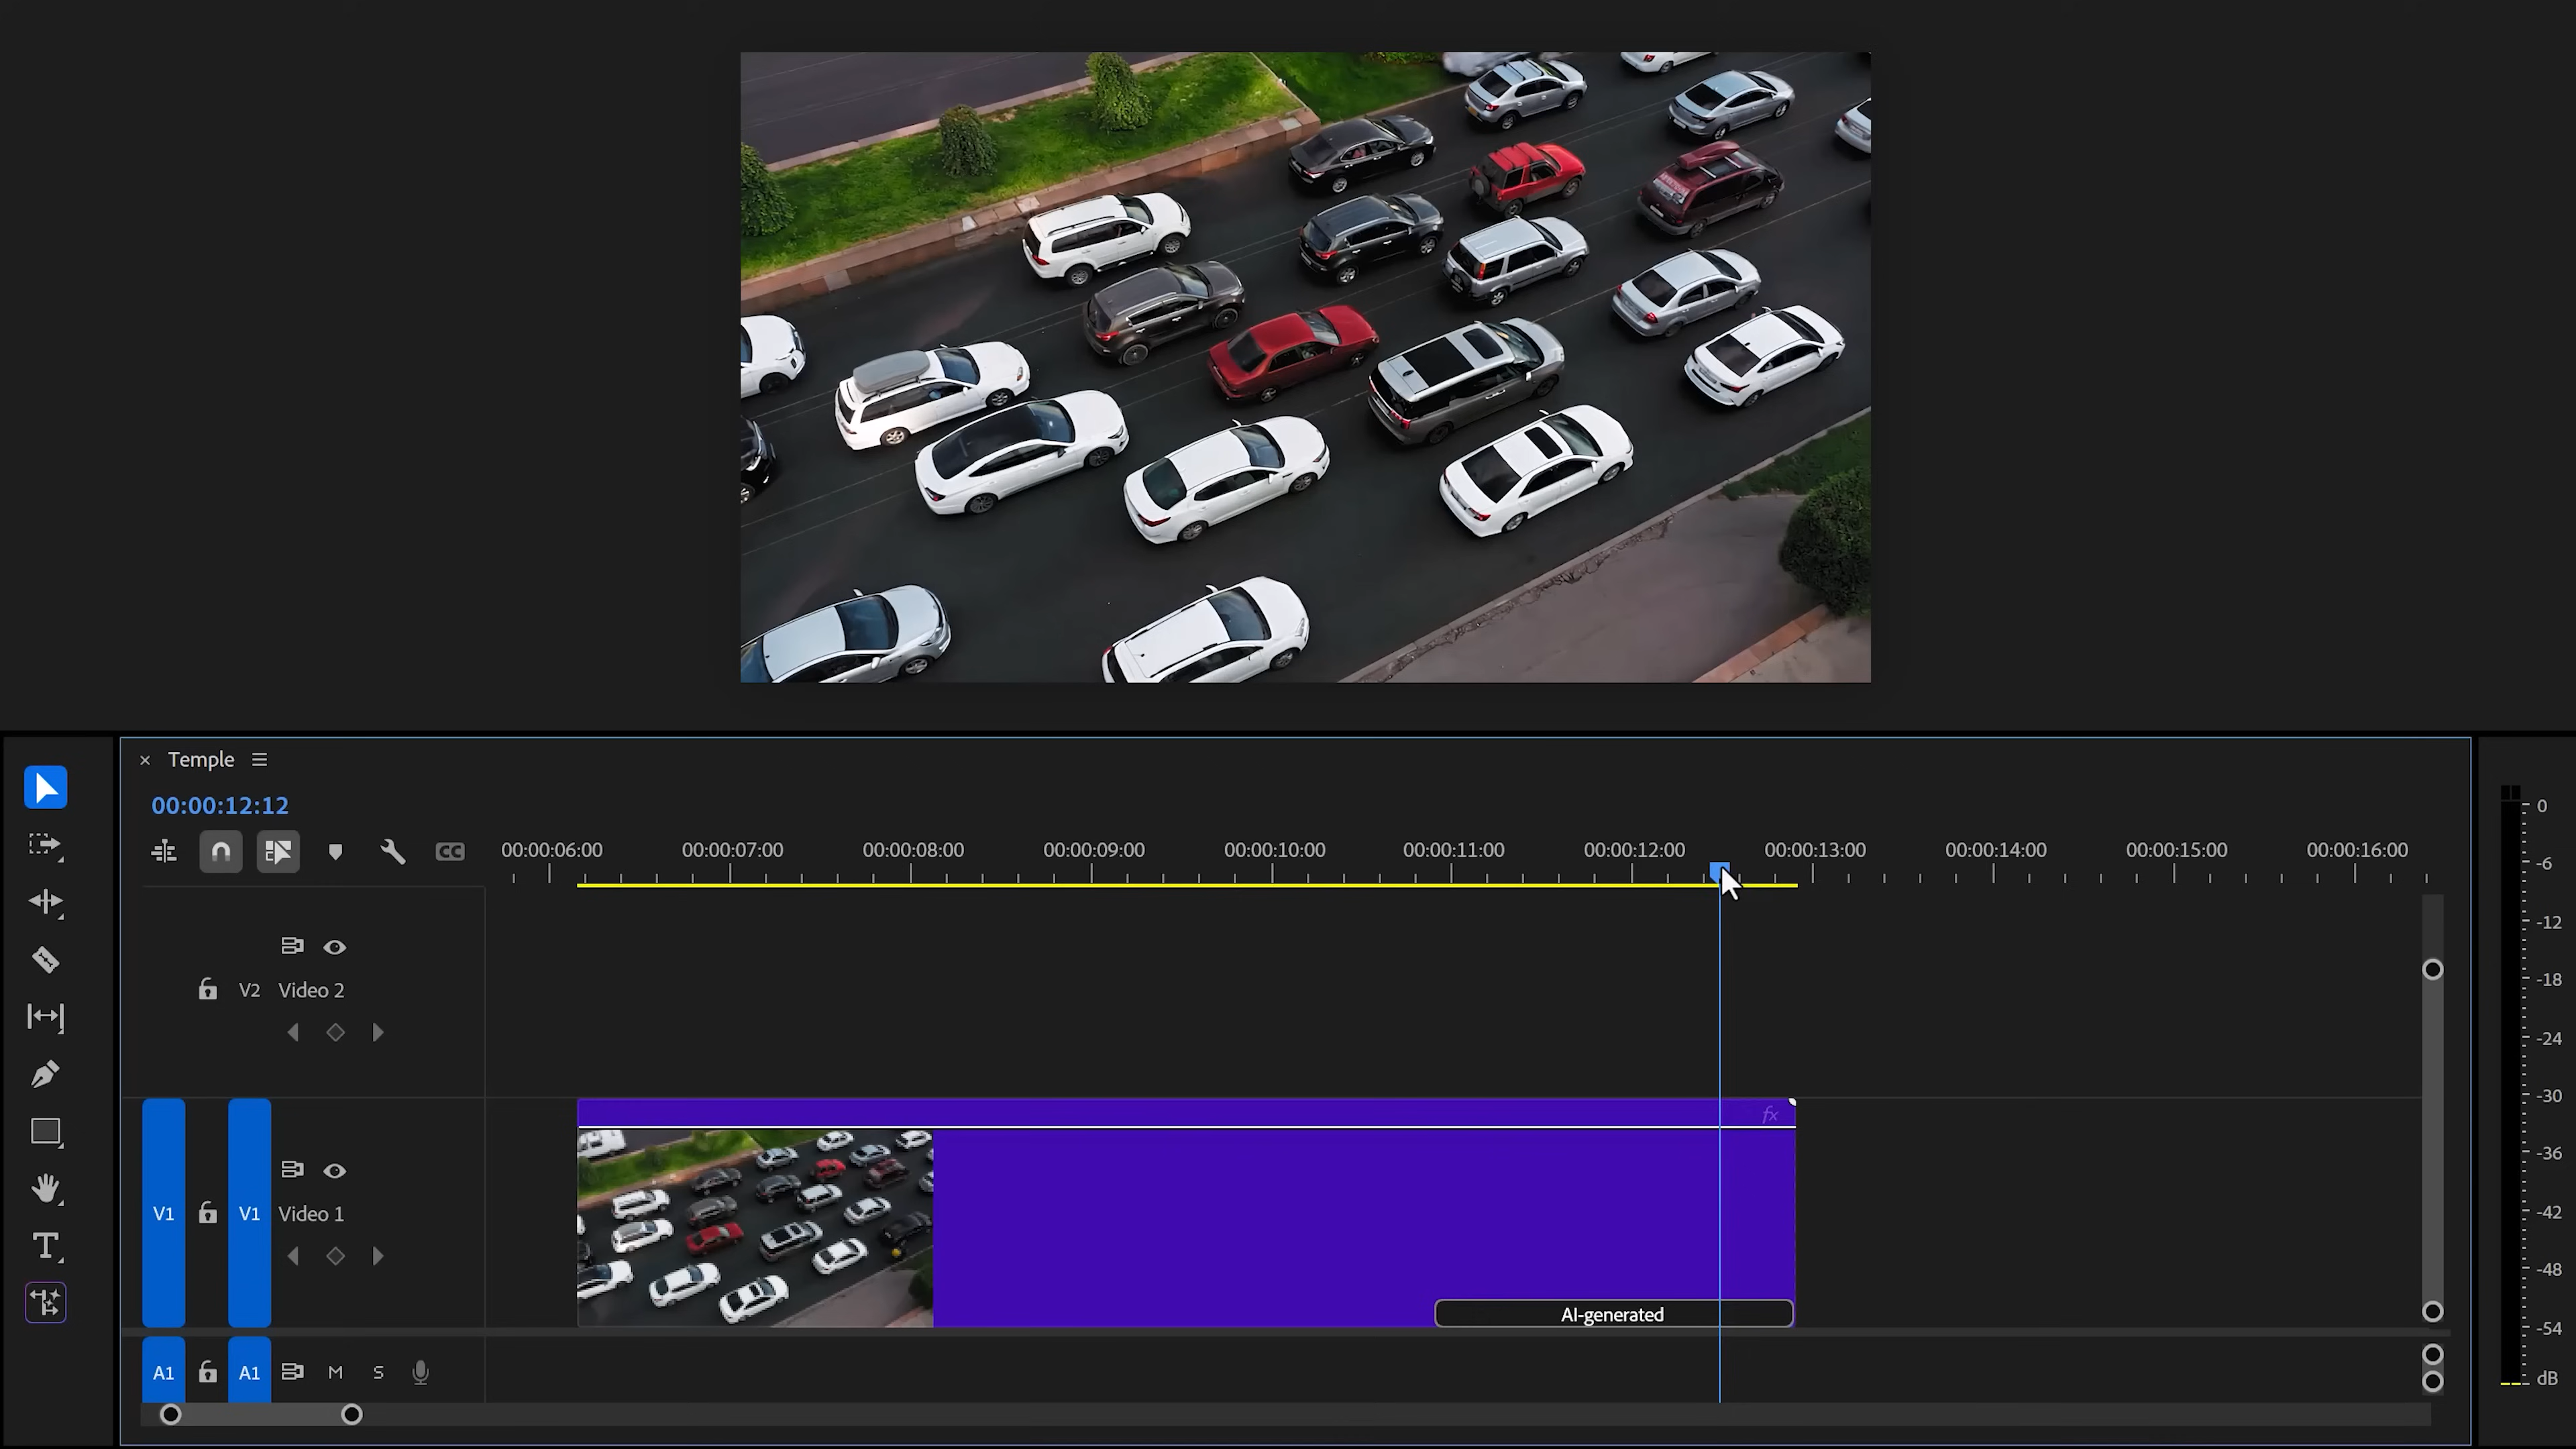 × Temple
00:00:12:12
CC 00:00:06:00 00:00:07:00 00:00:08:00 00:00:09:00 00:00:10:00 00:00:11:00 00:00:12:00 00:00:13:00 00:00:14:00 00:00:15:00 00:00:16:00
V2 Video 2
fx
V1 V1 Video 1
AI-generated
A1 A1 M S
T
0
-6
-12
-18
-24
-30
-36
-42
-48
-54
dB